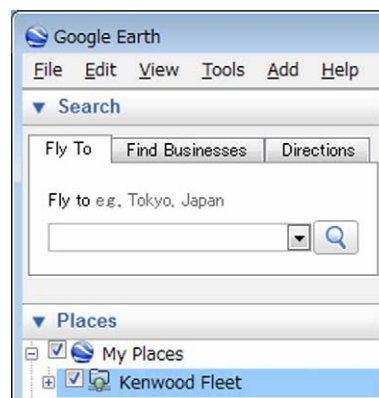 Google Earth
File Edit View Tools Add Help
Search
Fly To Find Businesses Directions
Fly to e.g., Tokyo, Japan
Places
My Places
Kenwood Fleet